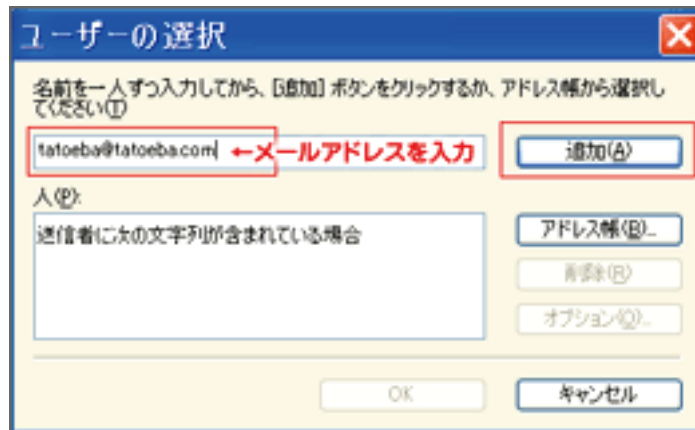 ユーザーの選択
名前を一人ずつ入力してから、[追加] ボタンをクリックするか、アドレス帳から選択し
てください(T)
tatoeba@tatoeba.com ←メールアドレスを入力
追加(A)
人(P):
送信者に次の文字列が含まれている場合
アドレス帳(B)...
削除(R)
オプション(O)...
OK
キャンセル